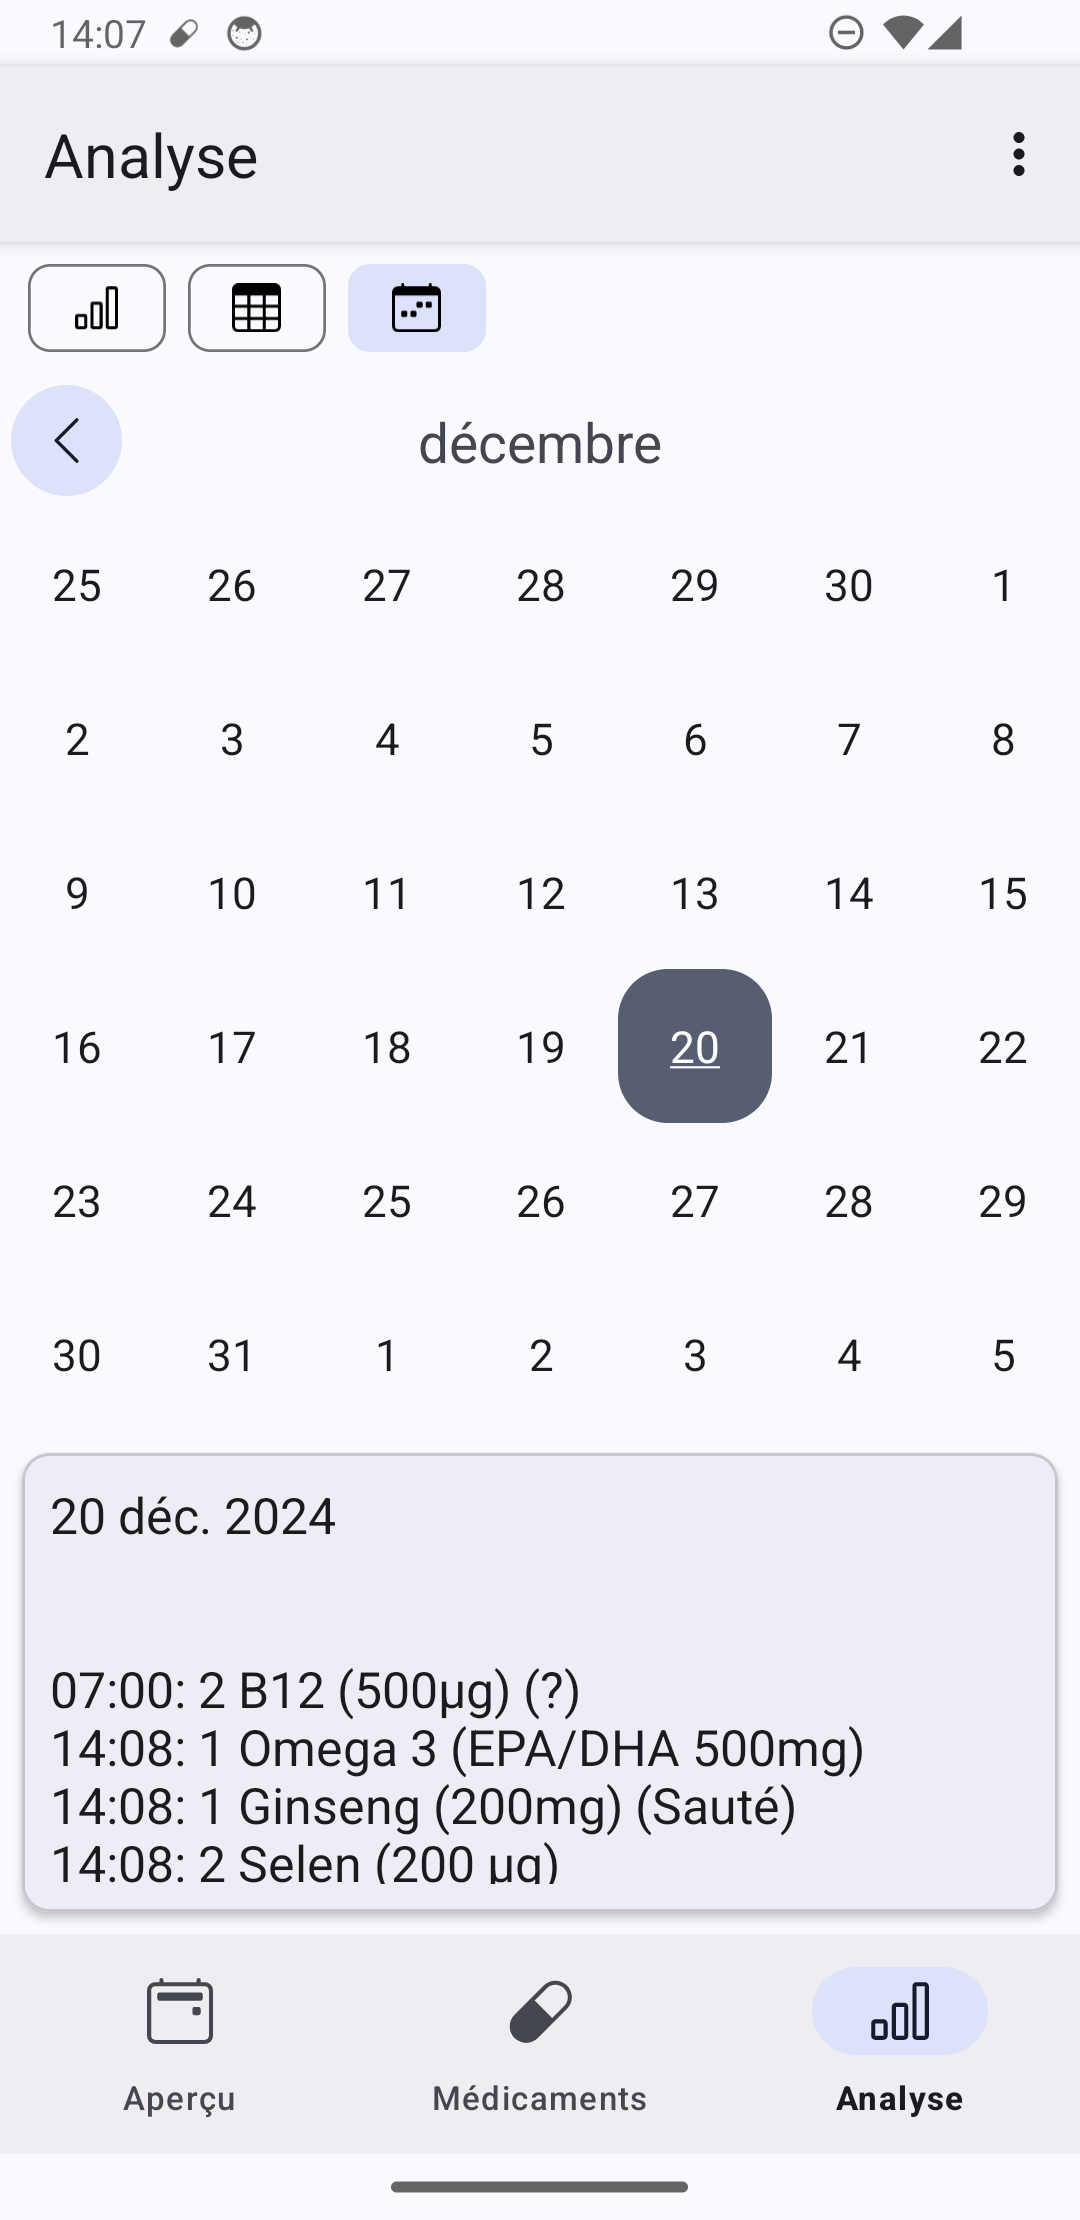 14:07
Analyse
décembre
25 26 27 28 29 30 1
2 3 4 5 6 7 8
9 10 11 12 13 14 15
16 17 18 19 20 21 22
23 24 25 26 27 28 29
30 31 1 2 3 4 5
20 déc. 2024
07:00: 2 B12 (500µg) (?)
14:08: 1 Omega 3 (EPA/DHA 500mg)
14:08: 1 Ginseng (200mg) (Sauté)
14:08: 2 Selen (200 µg)
Aperçu
Médicaments
Analyse